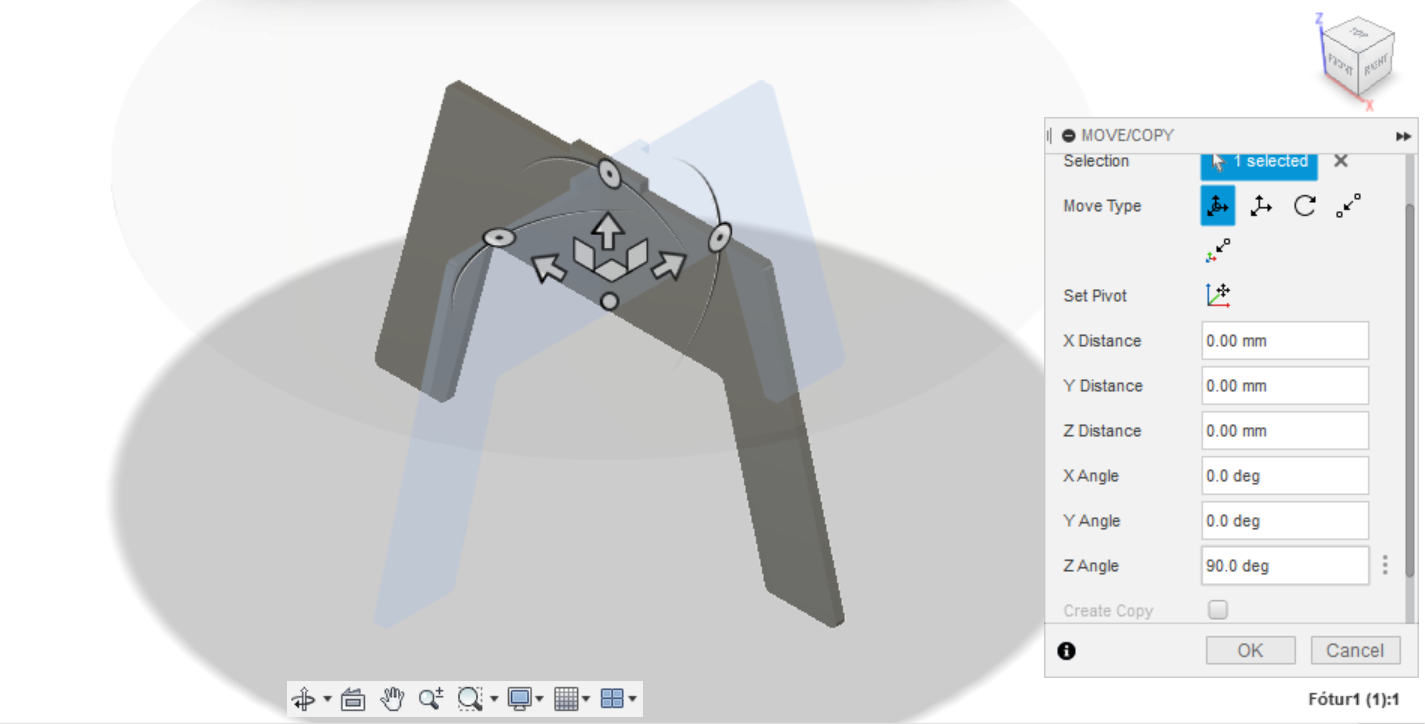 Z
TOP
FRONT
RIGHT
X
MOVE/COPY
Selection
1 selected
Move Type
Set Pivot
X Distance
0.00 mm
Y Distance
0.00 mm
Z Distance
0.00 mm
X Angle
0.0 deg
Y Angle
0.0 deg
Z Angle
90.0 deg
Create Copy
OK
Cancel
Fótur1 (1):1